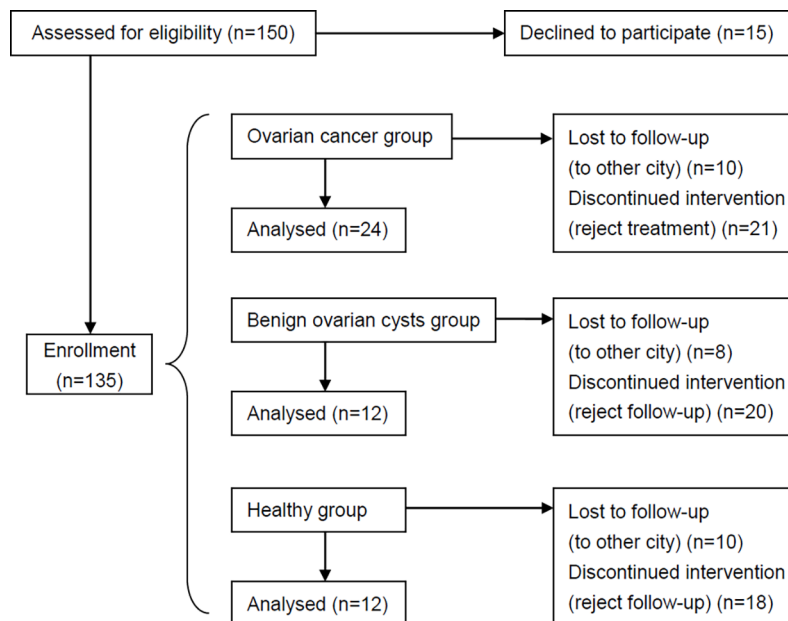 Assessed for eligibility (n=150)
Declined to participate (n=15)
Ovarian cancer group
Lost to follow-up
(to other city) (n=10)
Discontinued intervention
(reject treatment) (n=21)
Analysed (n=24)
Enrollment
(n=135)
Benign ovarian cysts group
Lost to follow-up
(to other city) (n=8)
Discontinued intervention
(reject follow-up) (n=20)
Analysed (n=12)
Healthy group
Lost to follow-up
(to other city) (n=10)
Discontinued intervention
(reject follow-up) (n=18)
Analysed (n=12)